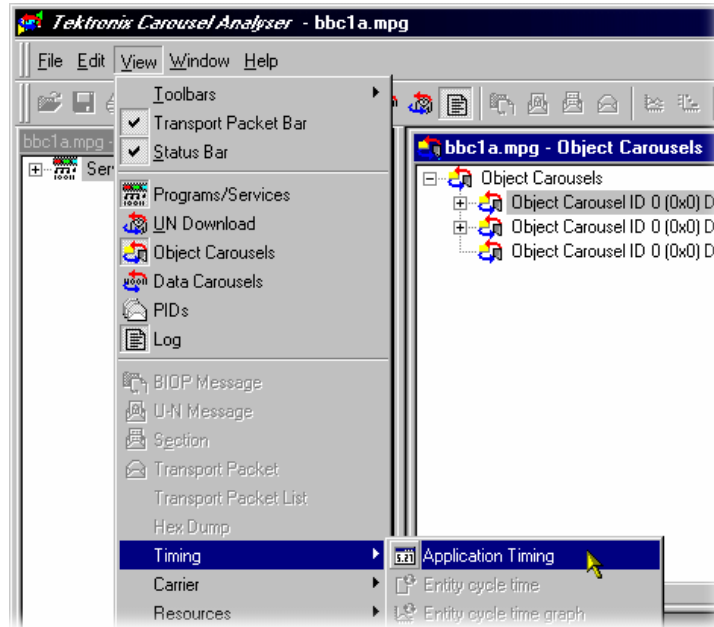 Tektronix Carousel Analyser - bbc1a.mpg
File Edit View Window Help
Toolbars
Transport Packet Bar
Status Bar
Programs/Services
UN Download
Object Carousels
Data Carousels
PIDs
Log
BIOP Message
U-N Message
Section
Transport Packet
Transport Packet List
Hex Dump
Timing
Carrier
Resources
Application Timing
Entity cycle time
Entity cycle time graph
bbc1a.mpg -
Ser
bbc1a.mpg - Object Carousels
Object Carousels
Object Carousel ID 0 (0x0) D
Object Carousel ID 0 (0x0) D
Object Carousel ID 0 (0x0) D